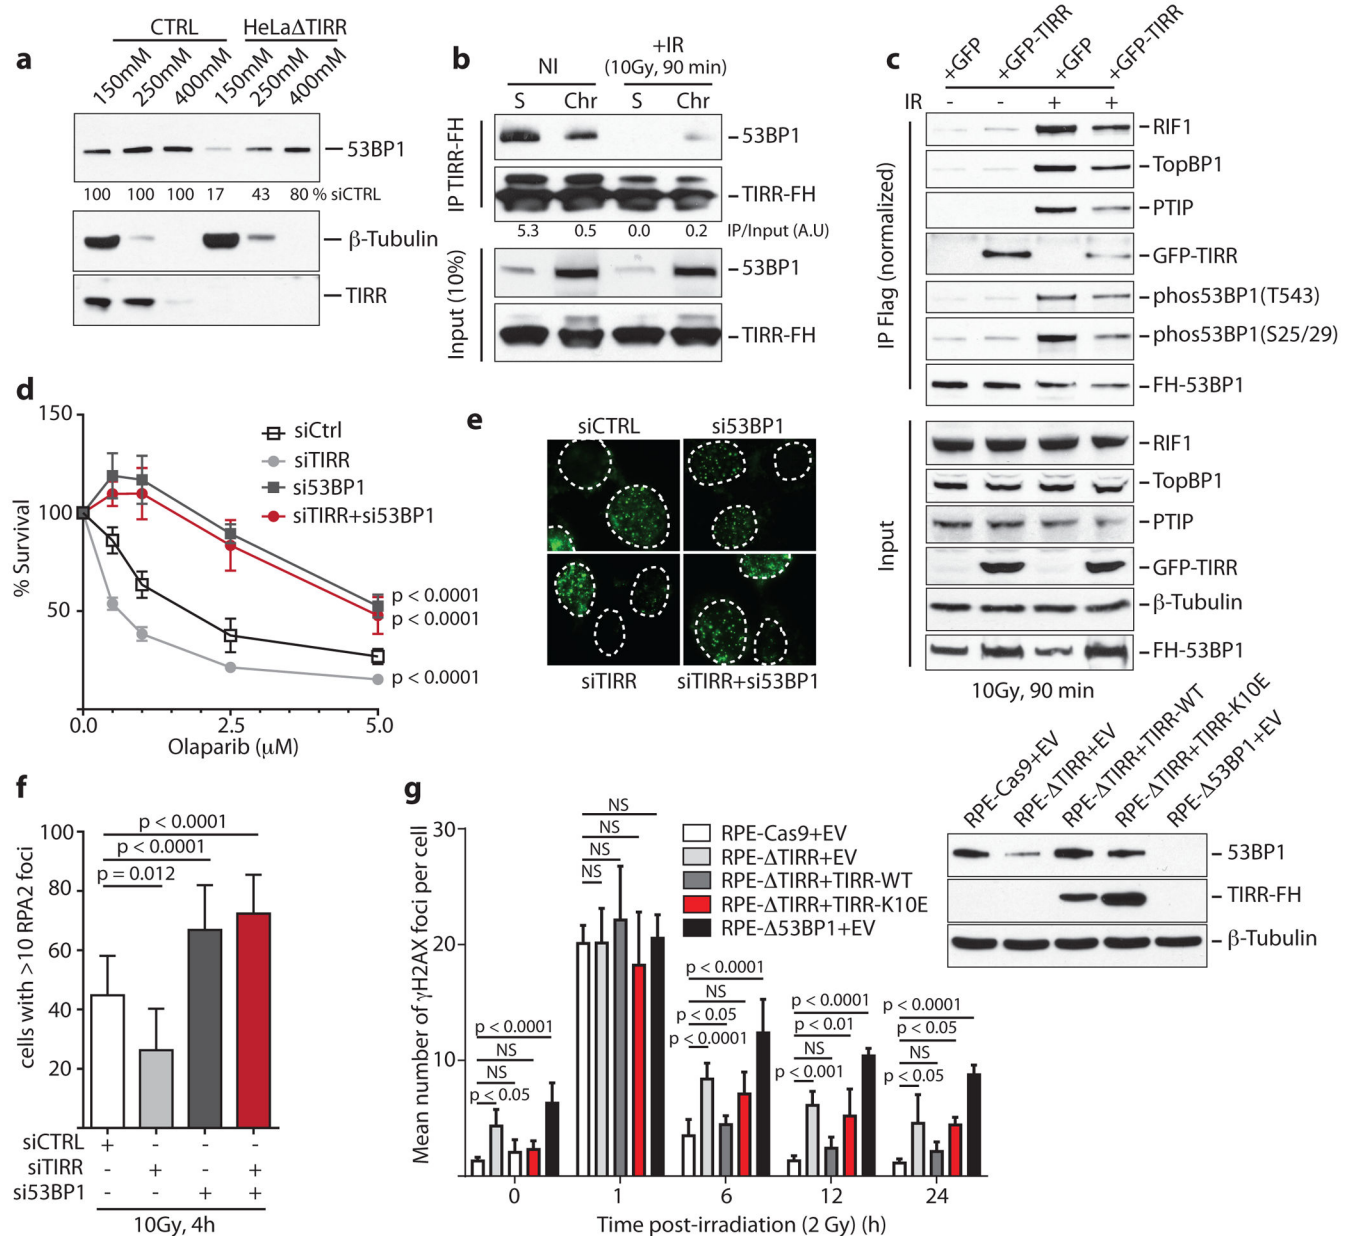 a
CTRL HeLaΔTIRR
150mM 250mM 400mM 150mM 250mM 400mM
53BP1
100 100 100 17 43 80 % siCTRL
β-Tubulin
TIRR
b
+IR
NI (10Gy, 90 min)
S Chr S Chr
IP TIRR-FH
53BP1
TIRR-FH
5.3 0.5 0.0 0.2 IP/Input (A.U)
Input (10%)
53BP1
TIRR-FH
c
+GFP +GFP-TIRR +GFP +GFP-TIRR
IR - - + +
IP Flag (normalized)
RIF1
TopBP1
PTIP
GFP-TIRR
phos53BP1(T543)
phos53BP1(S25/29)
FH-53BP1
Input
RIF1
TopBP1
PTIP
GFP-TIRR
β-Tubulin
FH-53BP1
10Gy, 90 min
d
% Survival
150
100
50
siCtrl
siTIRR
si53BP1
siTIRR+si53BP1
p < 0.0001
p < 0.0001
p < 0.0001
0.0 2.5 5.0
Olaparib (μM)
e
siCTRL si53BP1
siTIRR siTIRR+si53BP1
f
cells with >10 RPA2 foci
100
80
60
40
20
p < 0.0001
p < 0.0001
p = 0.012
siCTRL + - - -
siTIRR - + - +
si53BP1 - - + +
10Gy, 4h
g
Mean number of γH2AX foci per cell
30
20
10
RPE-Cas9+EV
RPE-ΔTIRR+EV
RPE-ΔTIRR+TIRR-WT
RPE-ΔTIRR+TIRR-K10E
RPE-Δ53BP1+EV
p < 0.0001
NS
NS
p < 0.05
NS
NS
NS
NS
p < 0.0001
NS
p < 0.05
p < 0.0001
p < 0.0001
p < 0.01
NS
p < 0.001
p < 0.0001
p < 0.05
NS
p < 0.05
0 1 6 12 24
Time post-irradiation (2 Gy) (h)
RPE-Cas9+EV RPE-ΔTIRR+EV RPE-ΔTIRR+TIRR-WT RPE-ΔTIRR+TIRR-K10E RPE-Δ53BP1+EV
53BP1
TIRR-FH
β-Tubulin